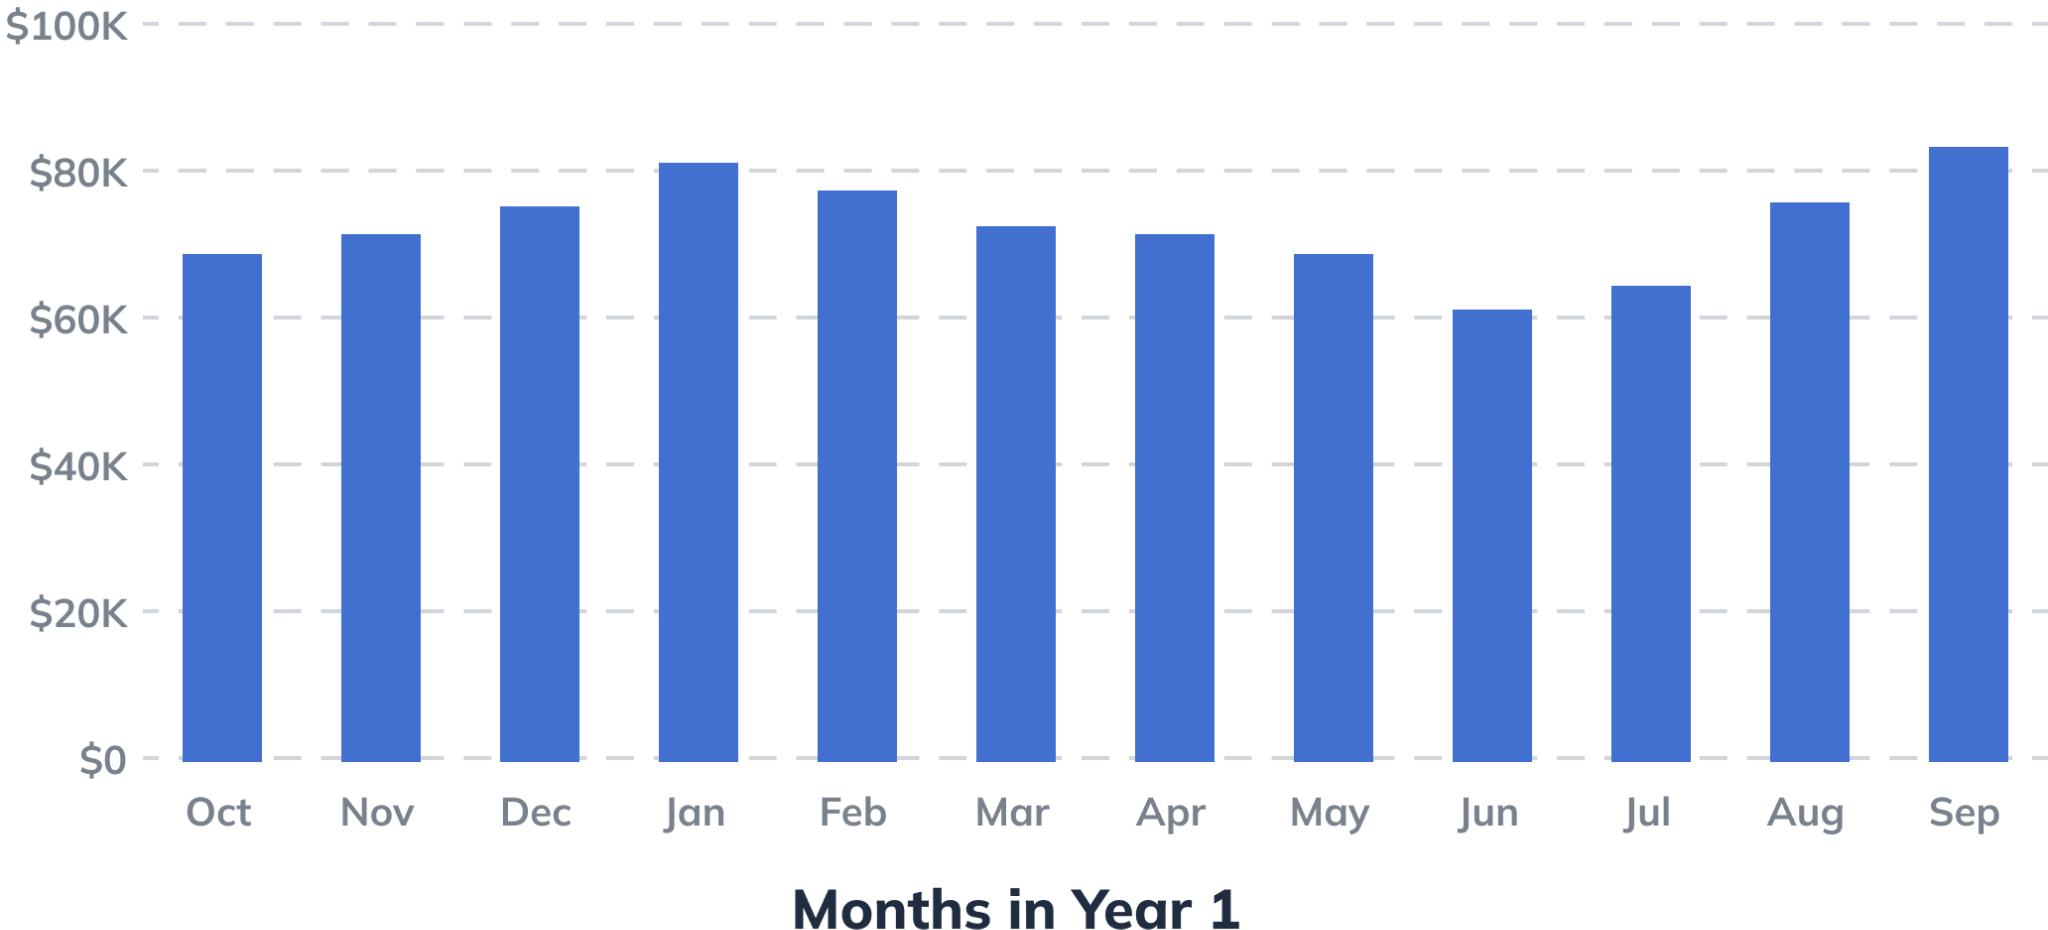 $100K
$80K
$60K
$40K
$20K
$0
Oct Nov Dec Jan Feb Mar Apr May Jun Jul Aug Sep
Months in Year 1